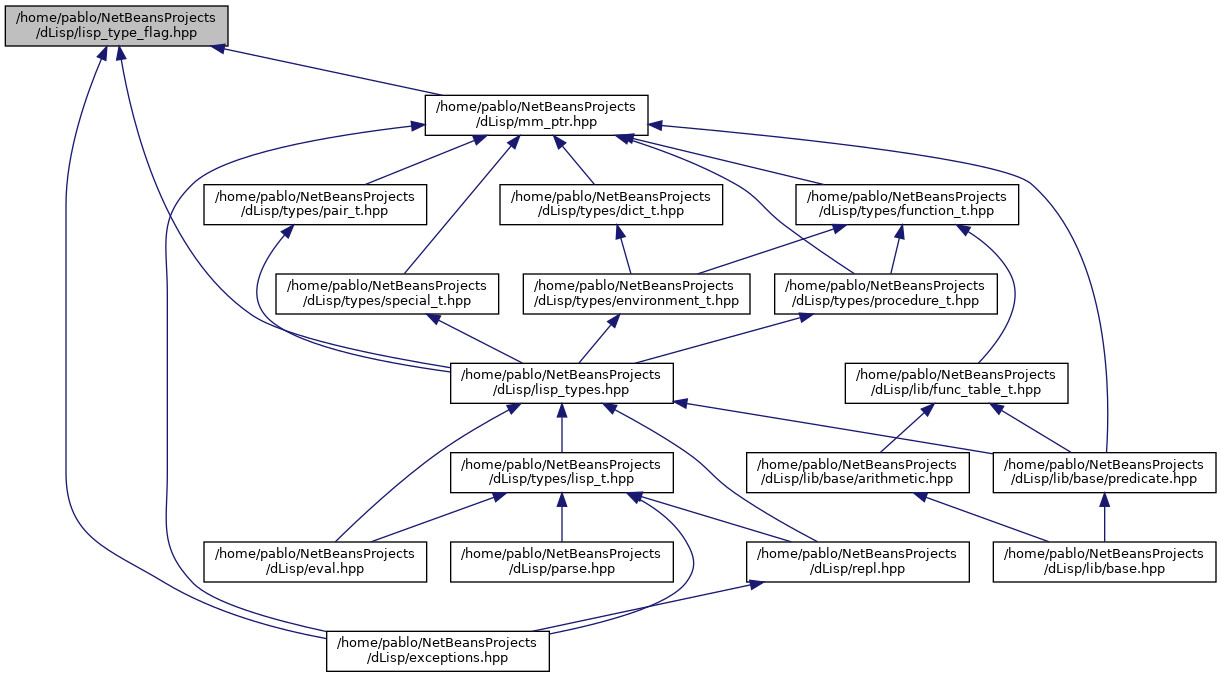 /home/pablo/NetBeansProjects
/dLisp/lisp_type_flag.hpp
/home/pablo/NetBeansProjects
/dLisp/mm_ptr.hpp
/home/pablo/NetBeansProjects
/dLisp/types/pair_t.hpp
/home/pablo/NetBeansProjects
/dLisp/types/dict_t.hpp
/home/pablo/NetBeansProjects
/dLisp/types/function_t.hpp
/home/pablo/NetBeansProjects
/dLisp/types/special_t.hpp
/home/pablo/NetBeansProjects
/dLisp/types/environment_t.hpp
/home/pablo/NetBeansProjects
/dLisp/types/procedure_t.hpp
/home/pablo/NetBeansProjects
/dLisp/lisp_types.hpp
/home/pablo/NetBeansProjects
/dLisp/lib/func_table_t.hpp
/home/pablo/NetBeansProjects
/dLisp/types/lisp_t.hpp
/home/pablo/NetBeansProjects
/dLisp/lib/base/arithmetic.hpp
/home/pablo/NetBeansProjects
/dLisp/lib/base/predicate.hpp
/home/pablo/NetBeansProjects
/dLisp/eval.hpp
/home/pablo/NetBeansProjects
/dLisp/parse.hpp
/home/pablo/NetBeansProjects
/dLisp/repl.hpp
/home/pablo/NetBeansProjects
/dLisp/lib/base.hpp
/home/pablo/NetBeansProjects
/dLisp/exceptions.hpp